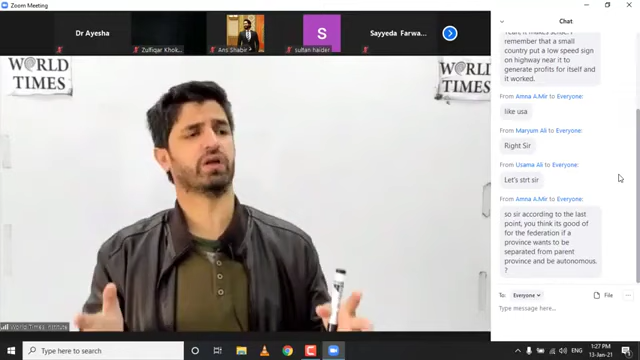 Zoom Meeting
Dr Ayesha
Zulfiqar Khok...
Ans Shabir
S
sultan haider
Sayyeda Farwa...
W@RLD
TIMES
W@RLD
TIMES
World Times Institute
Chat
remember that a small
country put a low speed sign
on highway near it to
generate profits for itself and
it worked.
From Amna A.Mir to Everyone:
like usa
From Maryum Ali to Everyone:
Right Sir
From Usama Ali to Everyone:
Let's strt sir
From Amna A.Mir to Everyone:
so sir according to the last
point, you think its good of
for the federation if a
province wants to be
separated from parent
province and be autonomous.
?
To: Everyone
File
Type message here...
Type here to search
1:27 PM
13-Jan-21